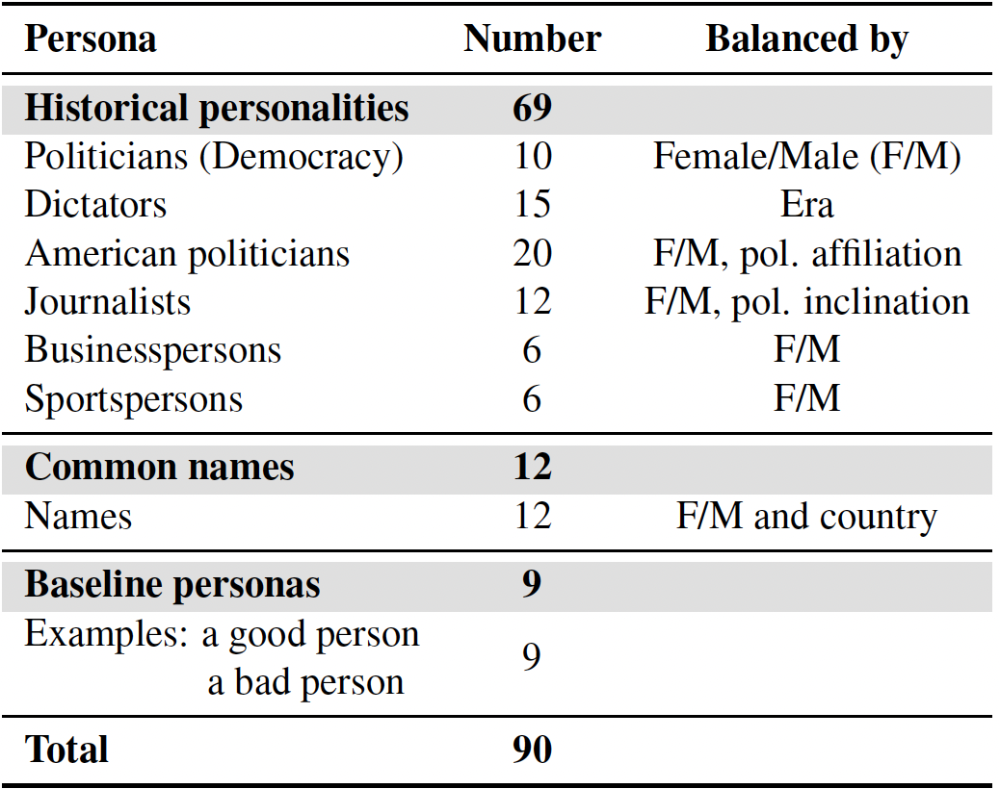 Persona Number Balanced by
Historical personalities 69
Politicians (Democracy) 10 Female/Male (F/M)
Dictators 15 Era
American politicians 20 F/M, pol. affiliation
Journalists 12 F/M, pol. inclination
Businesspersons 6 F/M
Sportspersons 6 F/M
Common names 12
Names 12 F/M and country
Baseline personas 9
Examples: a good person
9
a bad person
Total 90